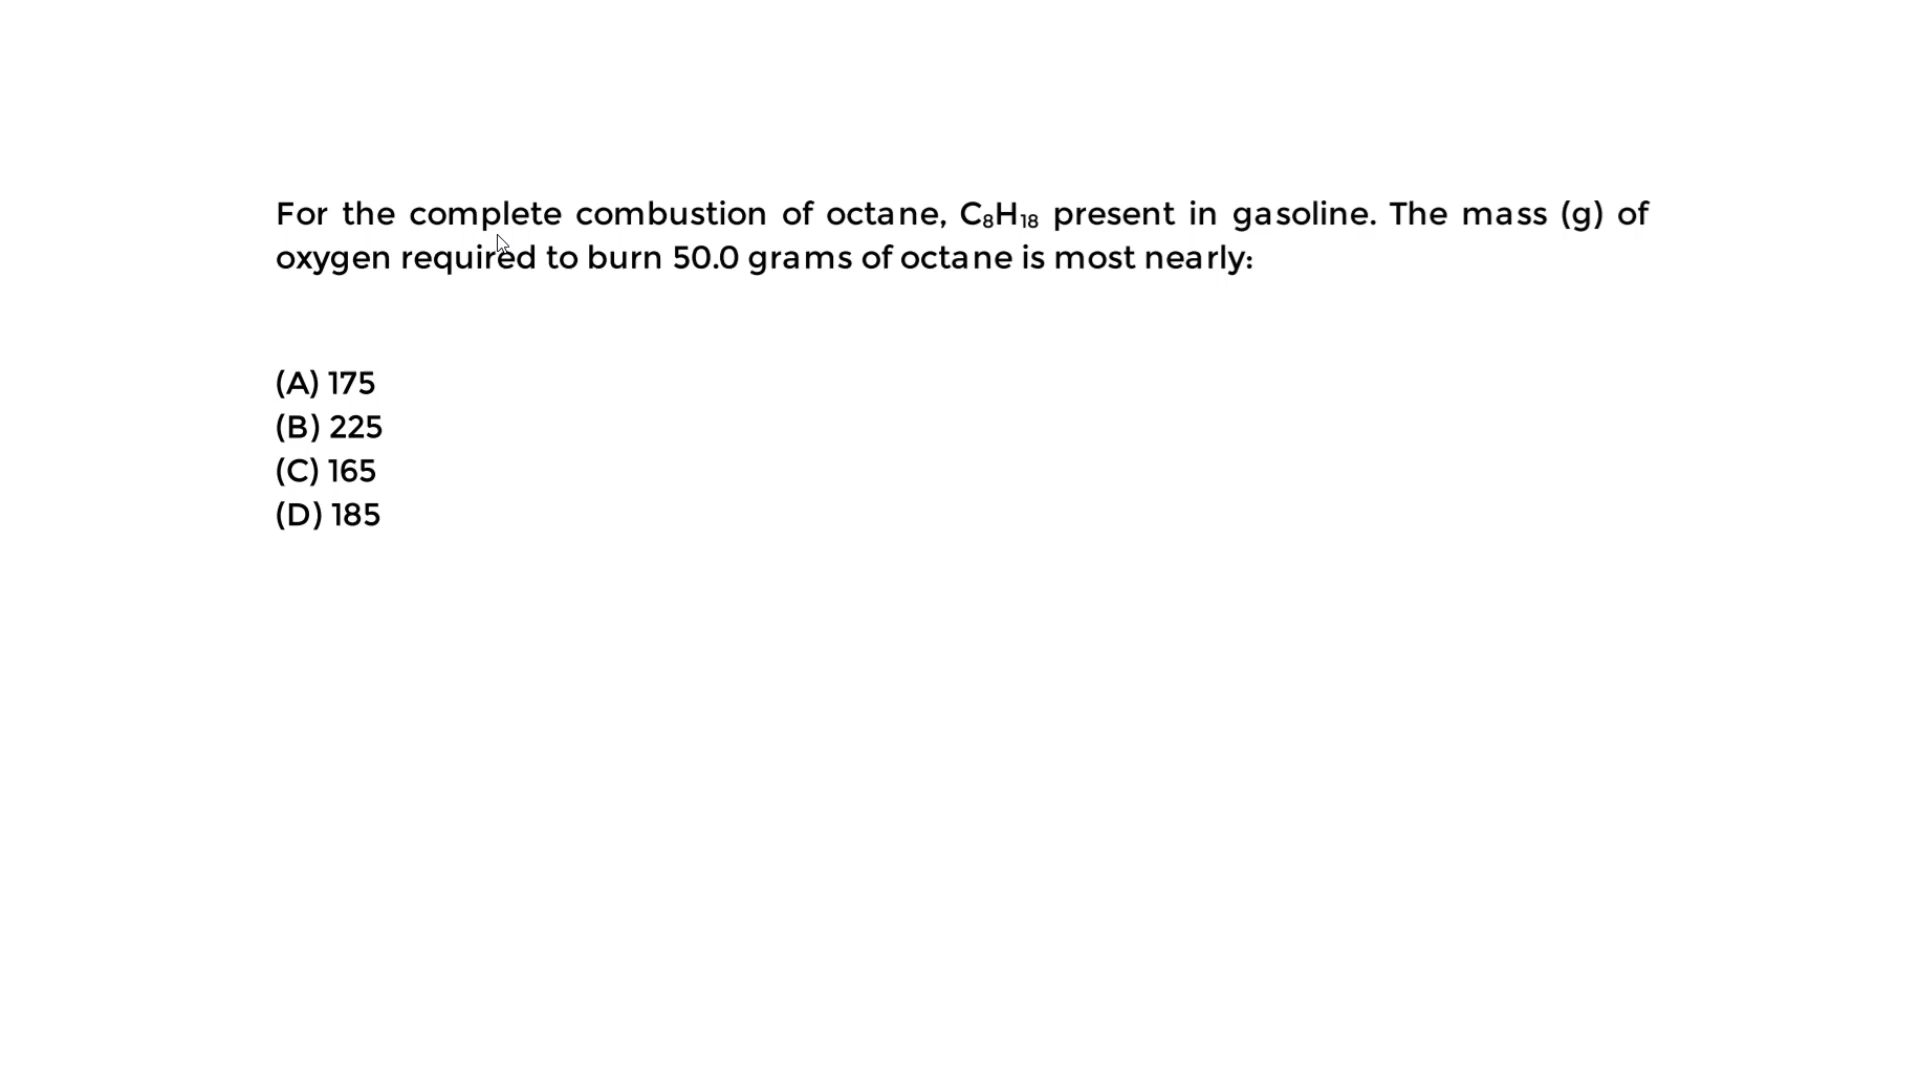 For the complete combustion of octane, C₈H₁₈ present in gasoline. The mass (g) of
oxygen required to burn 50.0 grams of octane is most nearly:
(A) 175
(B) 225
(C) 165
(D) 185